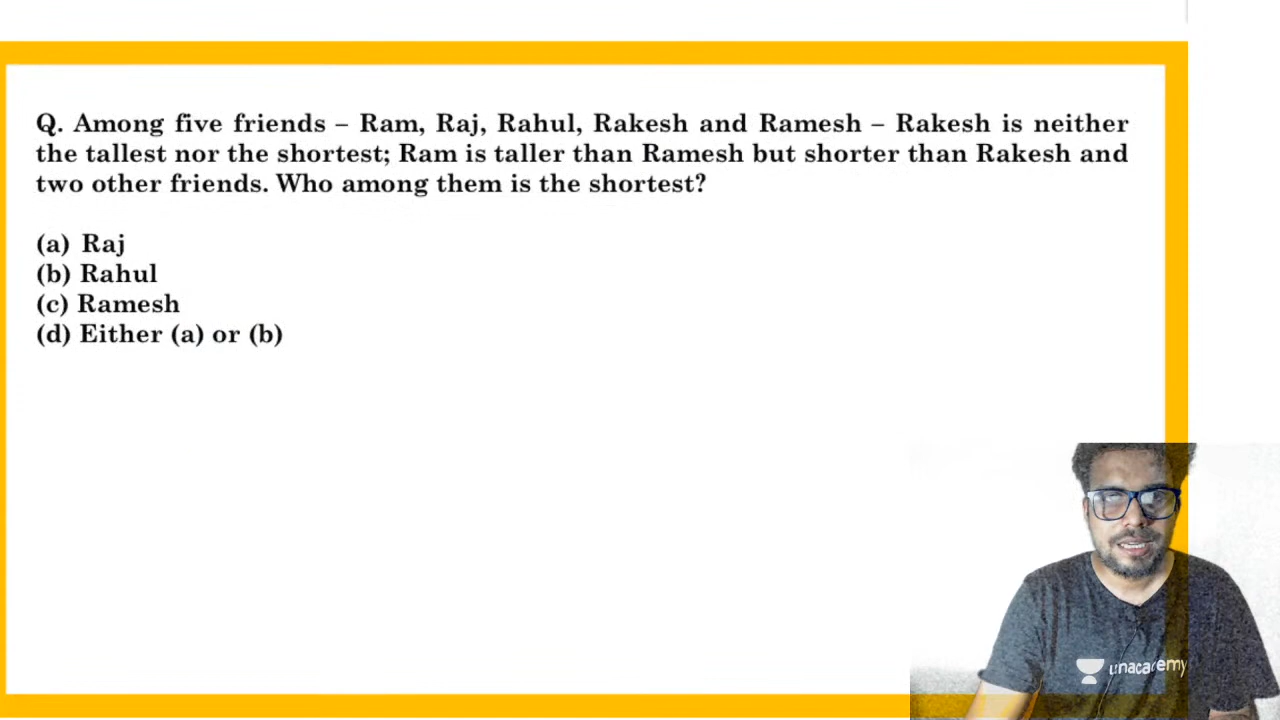 Q. Among five friends – Ram, Raj, Rahul, Rakesh and Ramesh – Rakesh is neither
the tallest nor the shortest; Ram is taller than Ramesh but shorter than Rakesh and
two other friends. Who among them is the shortest?
(a) Raj
(b) Rahul
(c) Ramesh
(d) Either (a) or (b)
unacademy